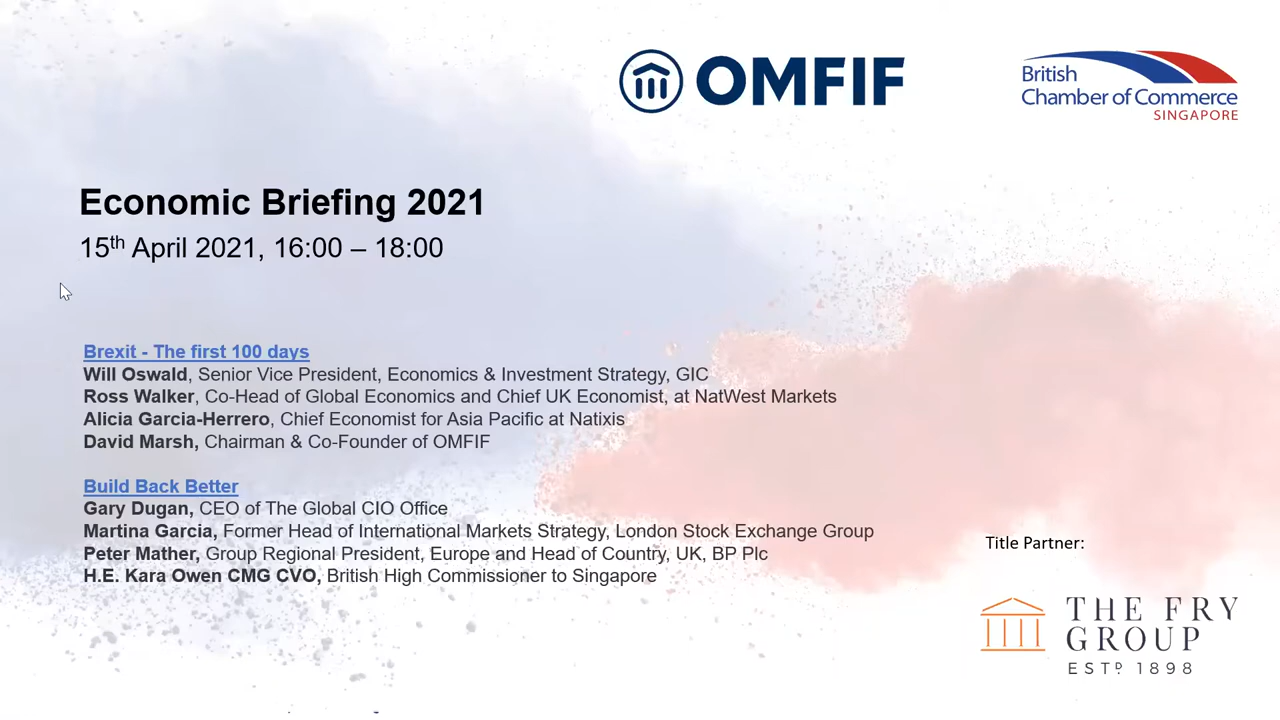 OMFIF
British
Chamber of Commerce
SINGAPORE
Economic Briefing 2021
15th April 2021, 16:00 – 18:00
Brexit - The first 100 days
Will Oswald, Senior Vice President, Economics & Investment Strategy, GIC
Ross Walker, Co-Head of Global Economics and Chief UK Economist, at NatWest Markets
Alicia Garcia-Herrero, Chief Economist for Asia Pacific at Natixis
David Marsh, Chairman & Co-Founder of OMFIF
Build Back Better
Gary Dugan, CEO of The Global CIO Office
Martina Garcia, Former Head of International Markets Strategy, London Stock Exchange Group
Peter Mather, Group Regional President, Europe and Head of Country, UK, BP Plc
H.E. Kara Owen CMG CVO, British High Commissioner to Singapore
Title Partner:
THE FRY
GROUP
ESTD 1898